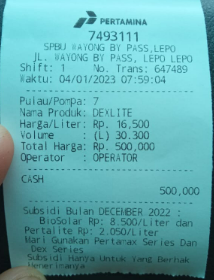 PERTAMINA
7493111
SPBU WAYONG BY PASS,LEPO
JL. WAYONG BY PASS, LEPO LEPO
Shift: 1 No. Trans: 647489
Waktu: 04/01/2023 07:59:04
Pulau/Pompa: 7
Nama Produk: DEXLITE
Harga/Liter: Rp. 16,500
Volume : (L) 30.300
Total Harga: Rp. 500,000
Operator : OPERATOR
CASH
500,000
Subsidi Bulan DECEMBER 2022 :
BioSolar Rp: 8.500/Liter dan
Pertalite Rp: 2.050/Liter
Mari Gunakan Pertamax Series Dan
Dex Series
Subsidi Hanya Untuk Yang Berhak
Menerimanya